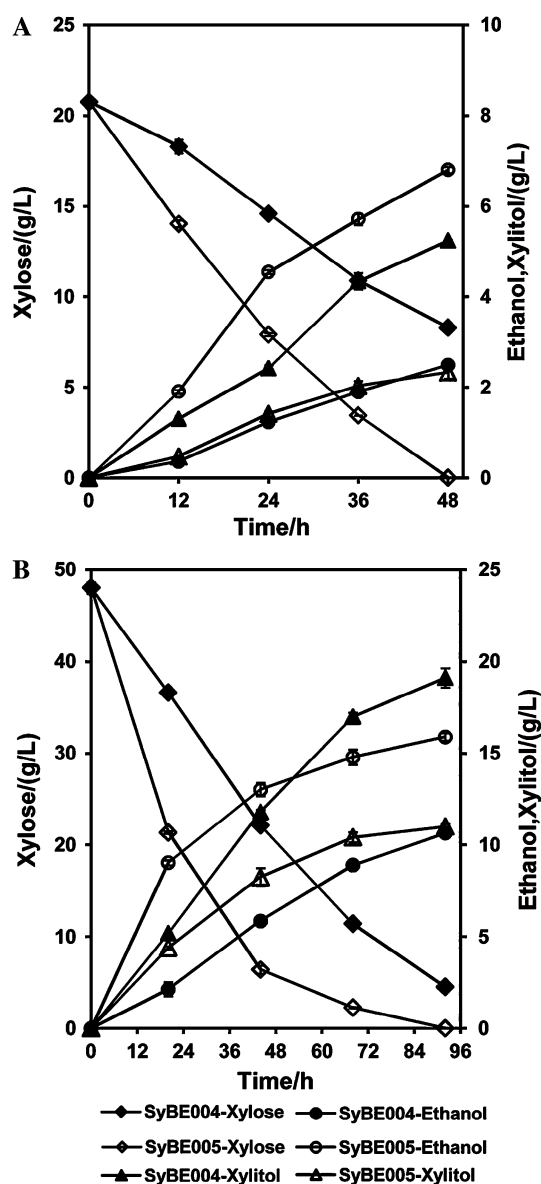 A
25
20
15
10
5
0
10
8
6
4
2
0
Xylose/(g/L)
Ethanol,Xylitol/(g/L)
0 12 24 36 48
Time/h
B
50
40
30
20
10
0
25
20
15
10
5
0
Xylose/(g/L)
Ethanol,Xylitol/(g/L)
0 12 24 36 48 60 72 84 96
Time/h
SyBE004-Xylose SyBE004-Ethanol
SyBE005-Xylose SyBE005-Ethanol
SyBE004-Xylitol SyBE005-Xylitol